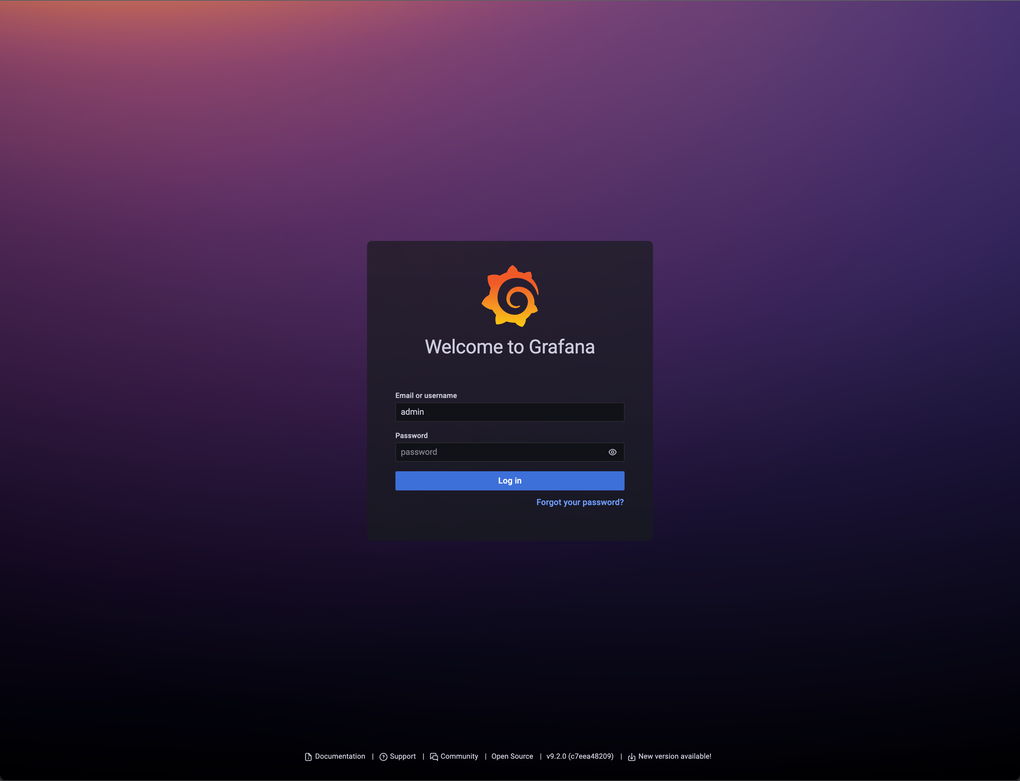 Welcome to Grafana
Email or username
admin
Password
password
Log in
Forgot your password?
Documentation | Support | Community | Open Source | v9.2.0 (c7eea48209) | New version available!